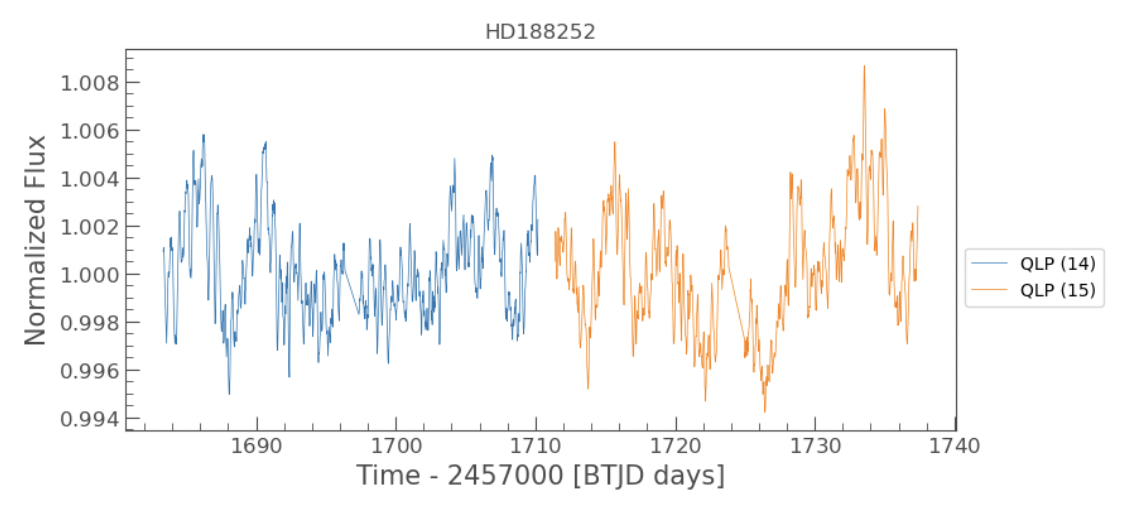 HD188252
Normalized Flux
1.008
1.006
1.004
1.002
1.000
0.998
0.996
0.994
1690 1700 1710 1720 1730 1740
Time - 2457000 [BTJD days]
QLP (14)
QLP (15)